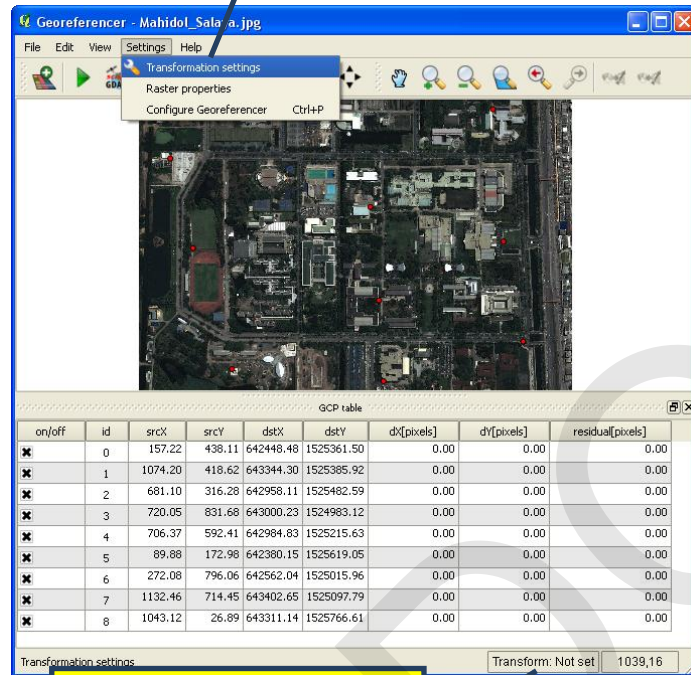 Georeferencer - Mahidol_Salaya.jpg
File Edit View Settings Help
Transformation settings
Raster properties
Configure Georeferencer Ctrl+P
GCP table
on/off id srcX srcY dstX dstY dX[pixels] dY[pixels] residual[pixels]
0 157.22 438.11 642448.48 1525361.50 0.00 0.00 0.00
1 1074.20 418.62 643344.30 1525385.92 0.00 0.00 0.00
2 681.10 316.28 642958.11 1525482.59 0.00 0.00 0.00
3 720.05 831.68 643000.23 1524983.12 0.00 0.00 0.00
4 706.37 592.41 642984.83 1525215.63 0.00 0.00 0.00
5 89.88 172.98 642380.15 1525619.05 0.00 0.00 0.00
6 272.08 796.06 642562.04 1525015.96 0.00 0.00 0.00
7 1132.46 714.45 643402.65 1525097.79 0.00 0.00 0.00
8 1043.12 26.89 643311.14 1525766.61 0.00 0.00 0.00
Transformation settings Transform: Not set 1039,16